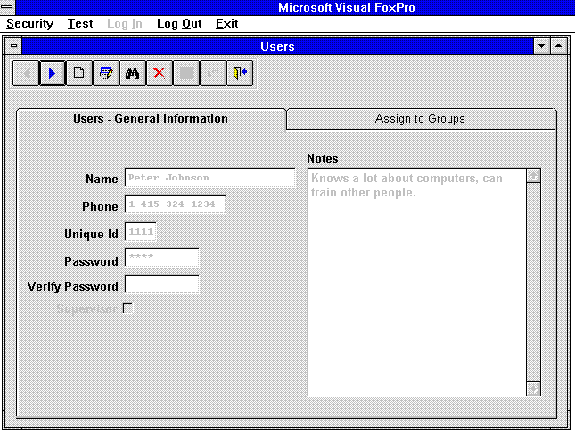 Microsoft Visual FoxPro
Security Test Log In Log Out Exit
Users
Users - General Information
Assign to Groups
Name Peter Johnson
Phone 1 415 324 1234
Unique Id 1111
Password ****
Verify Password
Supervisor
Notes
Knows a lot about computers, can
train other people.